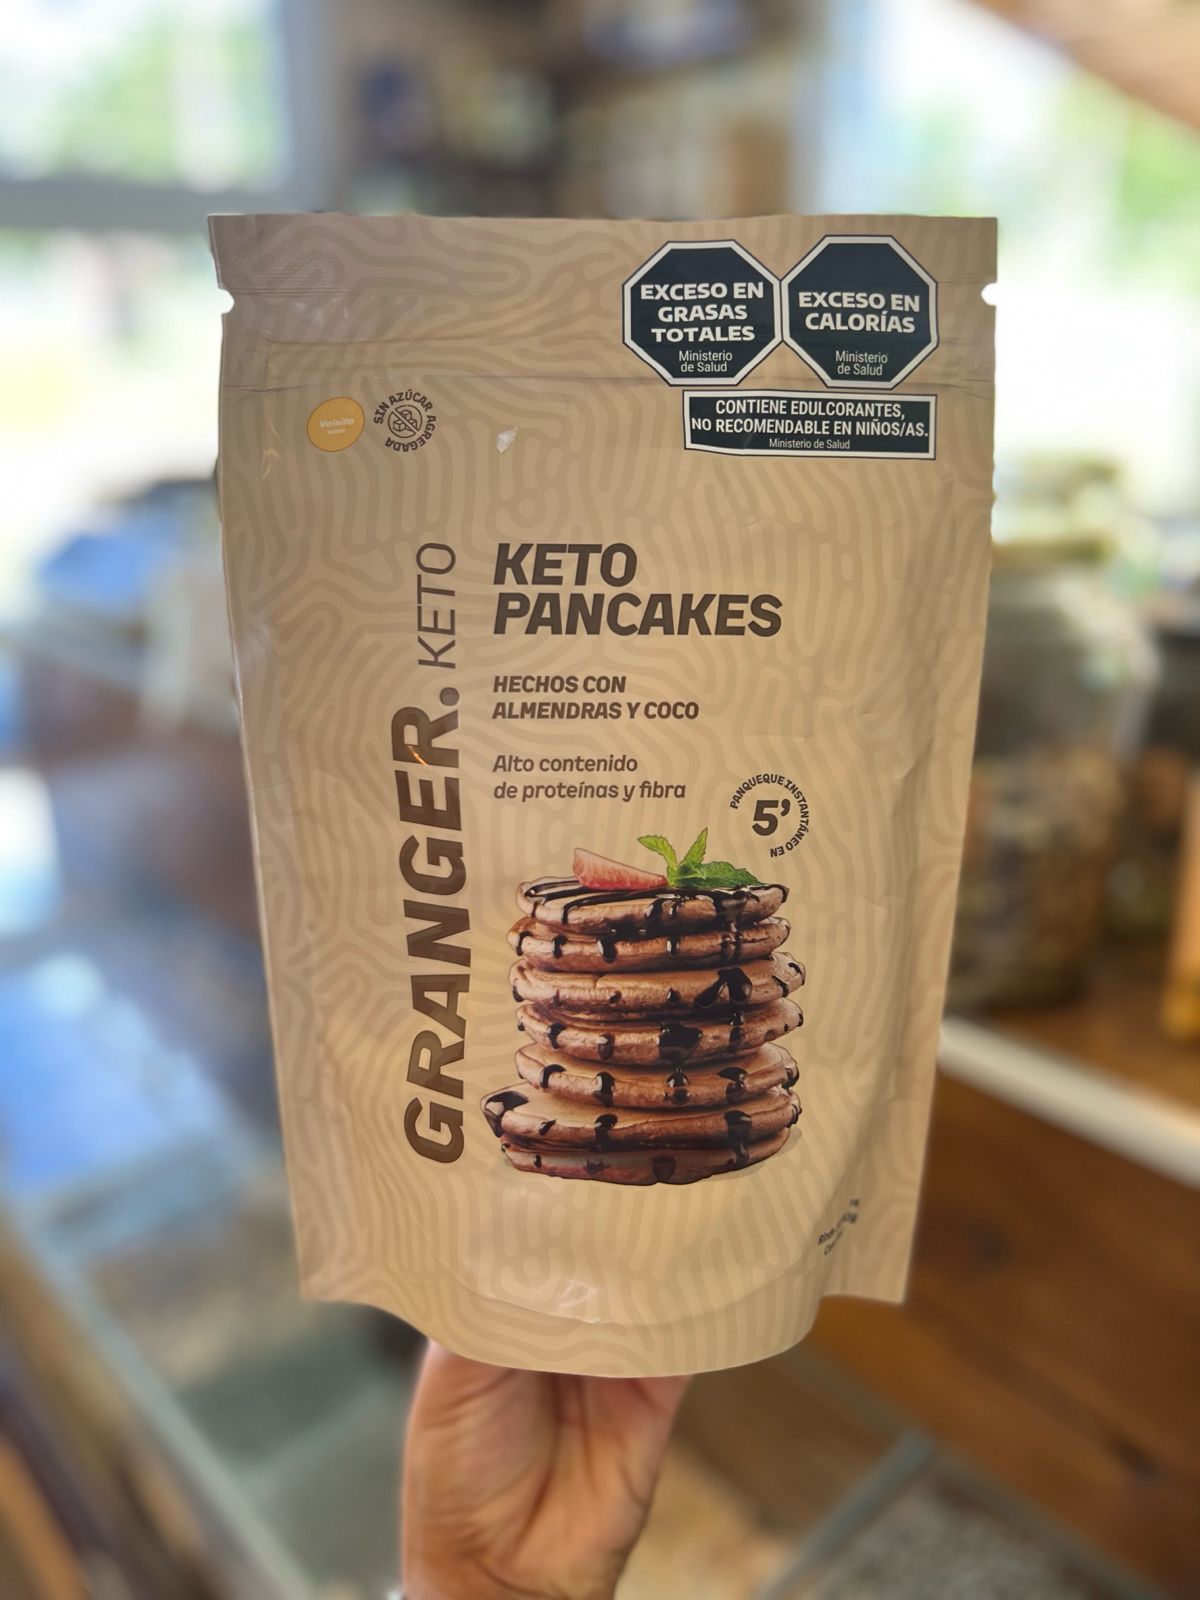 EXCESO EN
GRASAS
TOTALES
Ministerio
de Salud
EXCESO EN
CALORÍAS
Ministerio
de Salud
CONTIENE EDULCORANTES,
NO RECOMENDABLE EN NIÑOS/AS.
Ministerio de Salud
Vainilla
SIN AZÚCAR AGREGADA
GRANGER. KETO
KETO
PANCAKES
HECHOS CON
ALMENDRAS Y COCO
Alto contenido
de proteínas y fibra
PANQUEQUE INSTANTÁNEO EN
5’